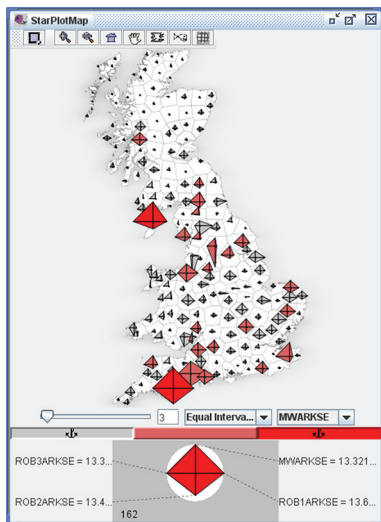 StarPlotMap
3 Equal Interva... MWARKSE
ROB3ARKSE = 13.3... MWARKSE = 13.321...
ROB2ARKSE = 13.4... ROB1ARKSE = 13.6...
162